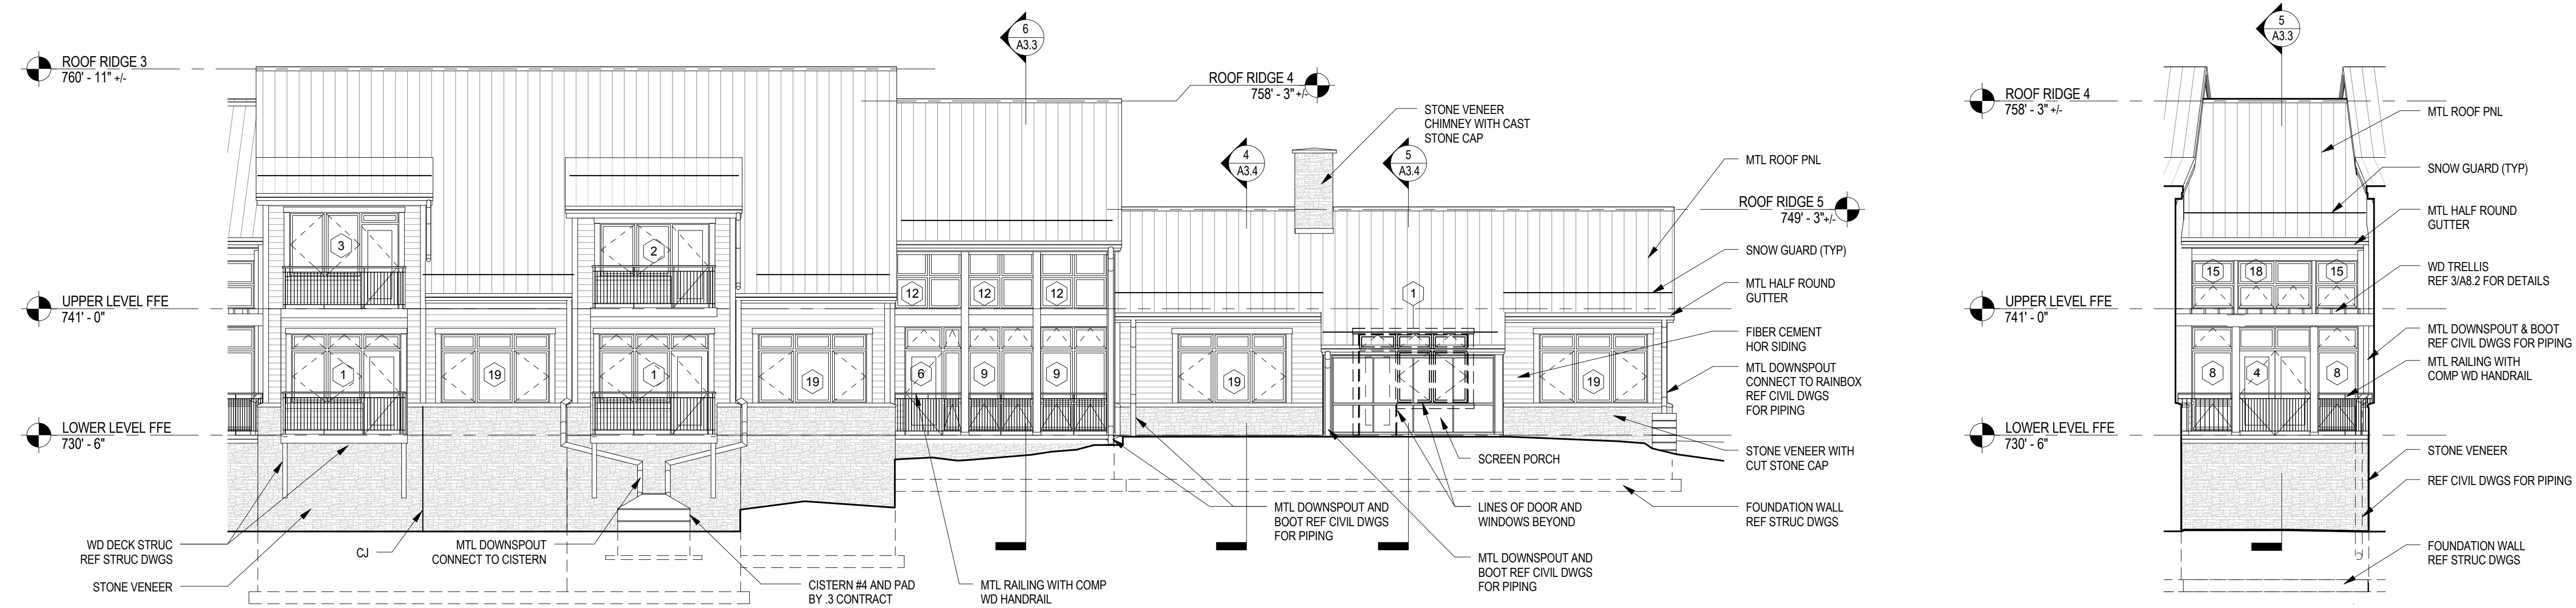 6
A3.3
ROOF RIDGE 3
760' - 11" +/-
ROOF RIDGE 4
758' - 3" +/-
STONE VENEER
CHIMNEY WITH CAST
STONE CAP
4
A3.4
5
A3.4
MTL ROOF PNL
ROOF RIDGE 5
749' - 3"+/-
SNOW GUARD (TYP)
MTL HALF ROUND
GUTTER
FIBER CEMENT
HOR SIDING
MTL DOWNSPOUT
CONNECT TO RAINBOX
REF CIVIL DWGS
FOR PIPING
STONE VENEER WITH
CUT STONE CAP
FOUNDATION WALL
REF STRUC DWGS
UPPER LEVEL FFE
741' - 0"
LOWER LEVEL FFE
730' - 6"
3
2
12
12
12
1
1
19
1
19
6
9
9
19
19
WD DECK STRUC
REF STRUC DWGS
STONE VENEER
CJ
MTL DOWNSPOUT
CONNECT TO CISTERN
CISTERN #4 AND PAD
BY .3 CONTRACT
MTL RAILING WITH COMP
WD HANDRAIL
MTL DOWNSPOUT AND
BOOT REF CIVIL DWGS
FOR PIPING
SCREEN PORCH
LINES OF DOOR AND
WINDOWS BEYOND
MTL DOWNSPOUT AND
BOOT REF CIVIL DWGS
FOR PIPING
5
A3.3
ROOF RIDGE 4
758' - 3" +/-
UPPER LEVEL FFE
741' - 0"
LOWER LEVEL FFE
730' - 6"
15
18
15
8
4
8
MTL ROOF PNL
SNOW GUARD (TYP)
MTL HALF ROUND
GUTTER
WD TRELLIS
REF 3/A8.2 FOR DETAILS
MTL DOWNSPOUT & BOOT
REF CIVIL DWGS FOR PIPING
MTL RAILING WITH
COMP WD HANDRAIL
STONE VENEER
REF CIVIL DWGS FOR PIPING
FOUNDATION WALL
REF STRUC DWGS